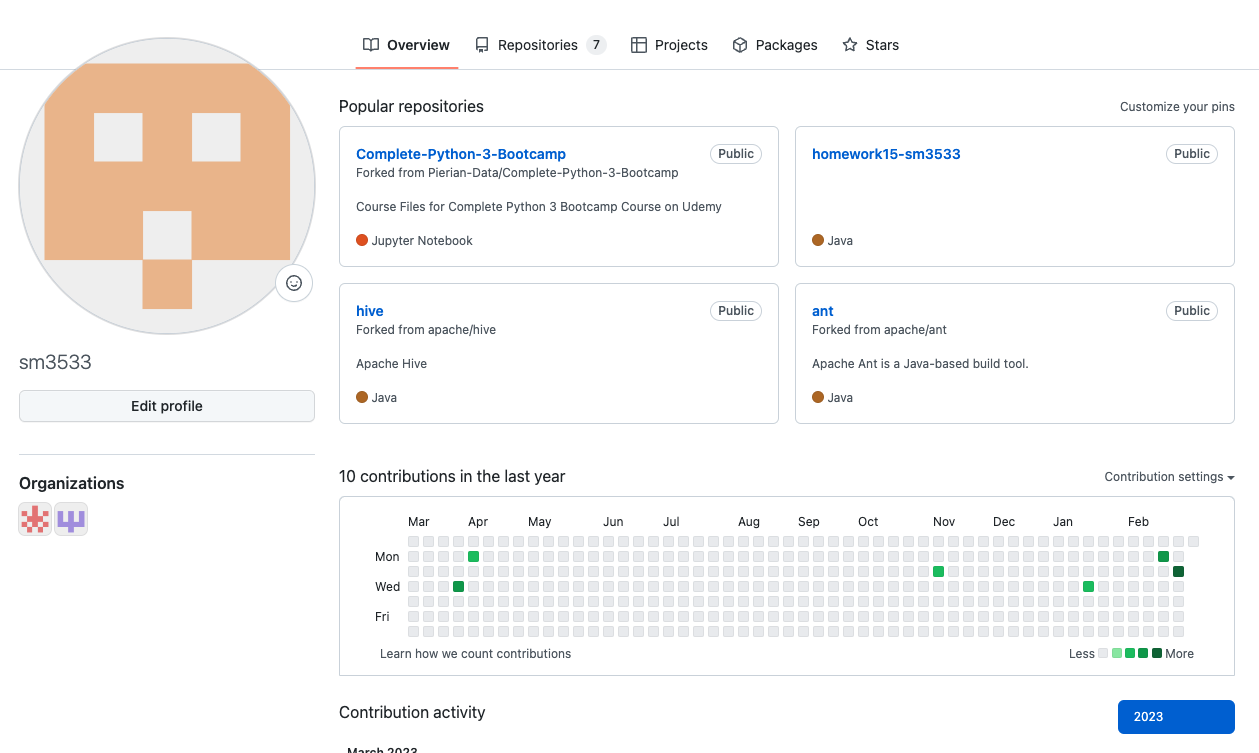 Overview Repositories 7 Projects Packages Stars
Popular repositories Customize your pins
Complete-Python-3-Bootcamp Public
Forked from Pierian-Data/Complete-Python-3-Bootcamp
Course Files for Complete Python 3 Bootcamp Course on Udemy
Jupyter Notebook
homework15-sm3533 Public
Java
hive Public
Forked from apache/hive
Apache Hive
Java
ant Public
Forked from apache/ant
Apache Ant is a Java-based build tool.
Java
sm3533
Edit profile
Organizations
10 contributions in the last year Contribution settings
Mar Apr May Jun Jul Aug Sep Oct Nov Dec Jan Feb
Mon
Wed
Fri
Learn how we count contributions Less More
Contribution activity 2023
March 2023